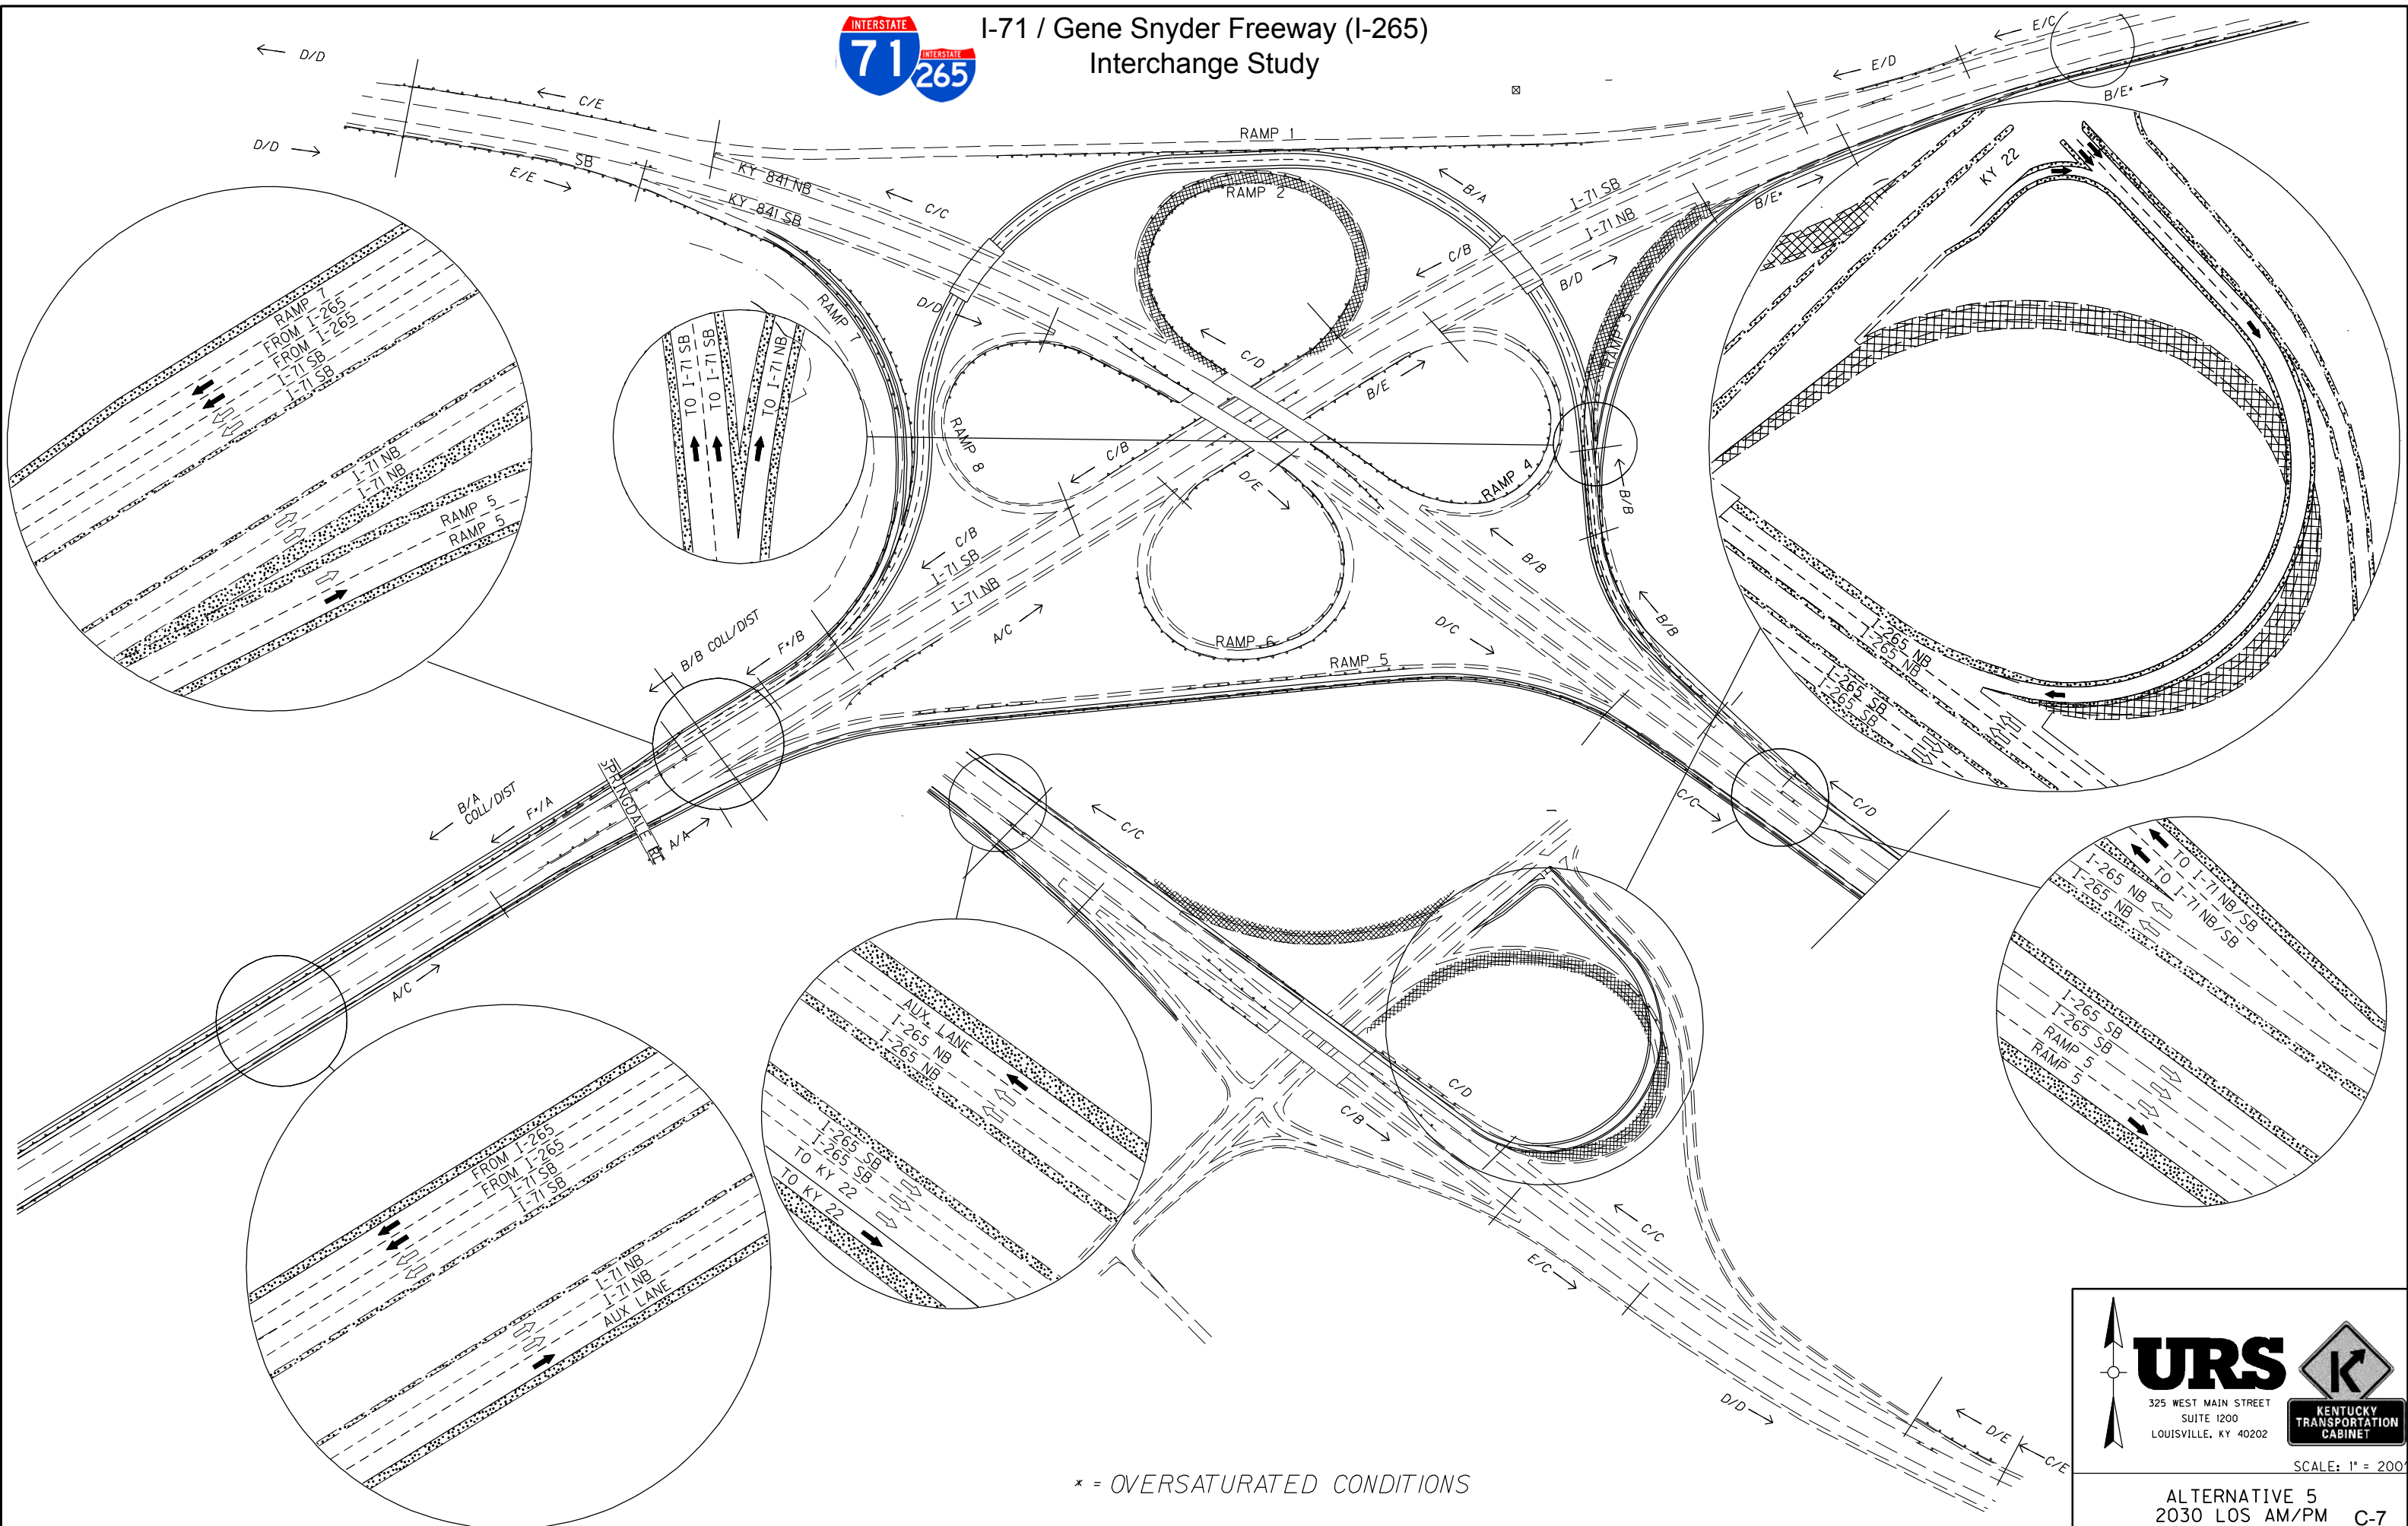 INTERSTATE
71
INTERSTATE
265
I-71 / Gene Snyder Freeway (I-265)
Interchange Study
D/D
C/E
D/D
E/E
SB
KY 841 NB
KY 841 SB
C/C
D/D
RAMP 1
RAMP 2
B/A
I-71 SB
I-71 NB
C/B
B/D
E/C
E/D
B/E*
B/E*
RAMP 3
RAMP 7
C/D
B/E
RAMP 8
C/B
D/E
RAMP 4
B/B
B/B
B/B
C/B
I-71 SB
I-71 NB
A/C
RAMP 6
RAMP 5
D/C
B/B COLL/DIST
F*/B
B/A
COLL/DIST
F*/A
SPRINGDALE RD
A/A
A/C
C/C
C/D
C/C
C/D
C/B
C/C
E/C
D/D
D/E
C/E
RAMP 7
FROM I-265
FROM I-265
I-71 SB
I-71 SB
I-71 NB
I-71 NB
RAMP 5
RAMP 5
TO I-71 SB
TO I-71 SB
TO I-71 NB
KY 22
I-265 NB
I-265 NB
I-265 SB
I-265 SB
TO I-71 NB/SB
TO I-71 NB/SB
I-265 NB
I-265 NB
I-265 SB
I-265 SB
RAMP 5
RAMP 5
AUX. LANE
I-265 NB
I-265 NB
I-265 SB
I-265 SB
TO KY 22
TO KY 22
FROM I-265
FROM I-265
I-71 SB
I-71 SB
I-71 NB
I-71 NB
AUX LANE
* = OVERSATURATED CONDITIONS
URS
325 WEST MAIN STREET
SUITE 1200
LOUISVILLE, KY 40202
K
KENTUCKY
TRANSPORTATION
CABINET
SCALE: 1" = 200'
ALTERNATIVE 5
2030 LOS AM/PM
C-7